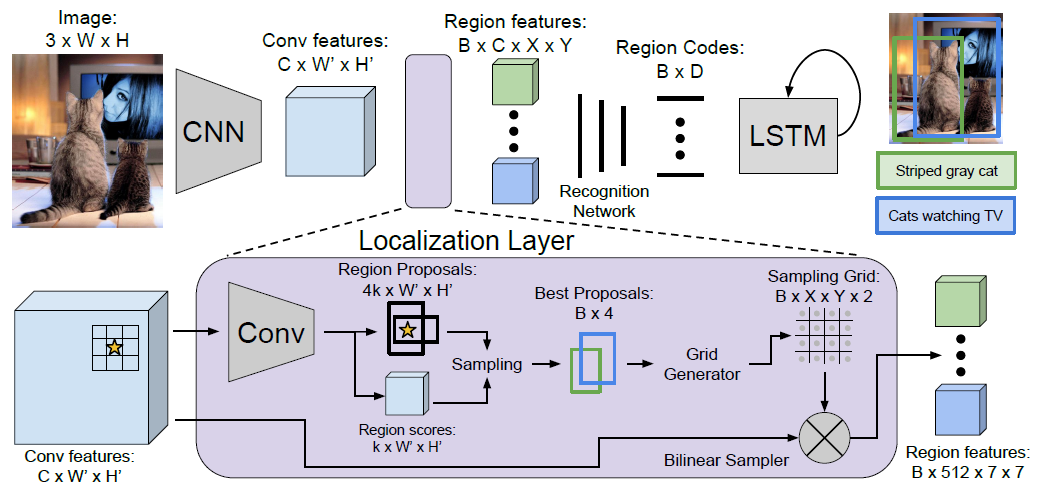 Image:
3 x W x H
Conv features:
C x W’ x H’
Region features:
B x C x X x Y
Region Codes:
B x D
CNN
LSTM
Recognition
Network
Striped gray cat
Cats watching TV
Localization Layer
Region Proposals:
4k x W’ x H’
Conv
Sampling
Region scores:
k x W’ x H’
Best Proposals:
B x 4
Grid
Generator
Sampling Grid:
B x X x Y x 2
Bilinear Sampler
Conv features:
C x W’ x H’
Region features:
B x 512 x 7 x 7